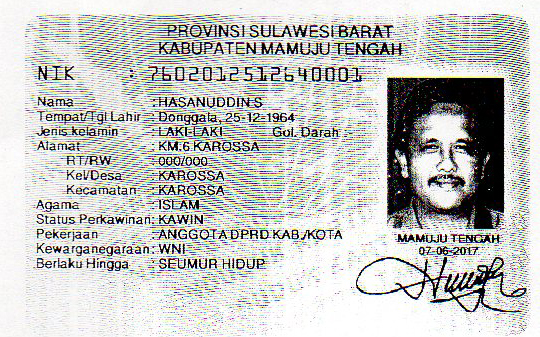 PROVINSI SULAWESI BARAT
KABUPATEN MAMUJU TENGAH
NIK : 7602012512640001
Nama : HASANUDDIN S
Tempat/Tgl Lahir : Donggala, 25-12-1964
Jenis kelamin : LAKI-LAKI Gol. Darah :-
Alamat : KM.6 KAROSSA
RT/RW : 000/000
Kel/Desa : KAROSSA
Kecamatan : KAROSSA
Agama : ISLAM
Status Perkawinan: KAWIN
Pekerjaan : ANGGOTA DPRD KAB./KOTA
Kewarganegaraan: WNI
Berlaku Hingga : SEUMUR HIDUP
MAMUJU TENGAH
07-06-2017